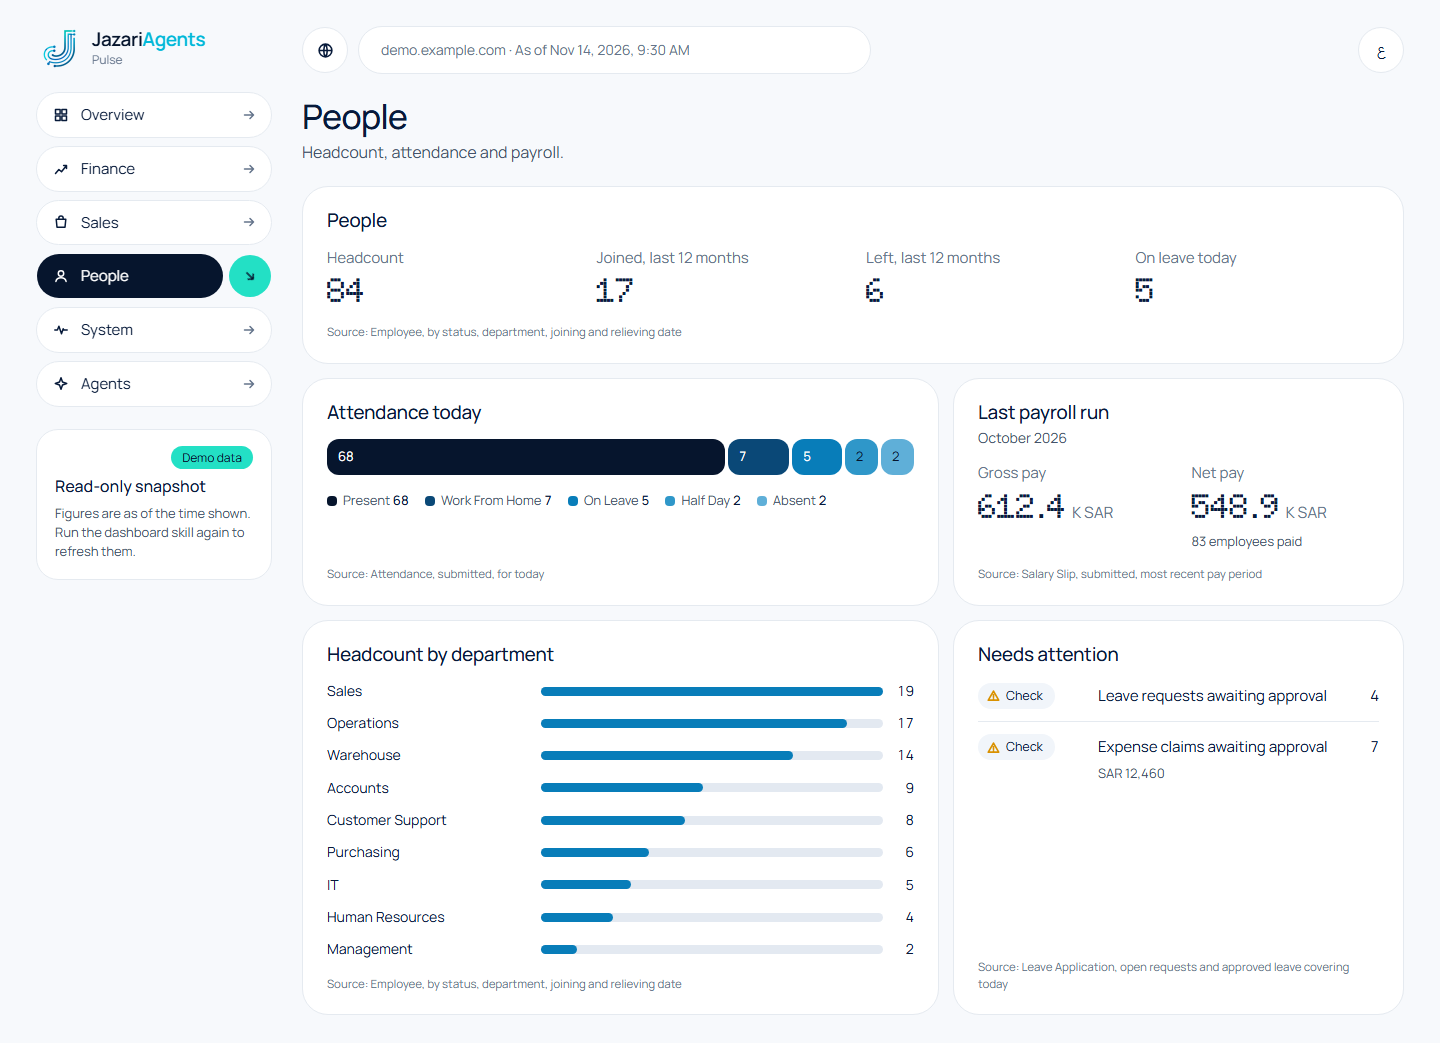 JazariAgents
Pulse
demo.example.com · As of Nov 14, 2026, 9:30 AM
ع
Overview
Finance
Sales
People
System
Agents
Demo data
Read-only snapshot
Figures are as of the time shown.
Run the dashboard skill again to
refresh them.
People
Headcount, attendance and payroll.
People
Headcount
84
Joined, last 12 months
17
Left, last 12 months
6
On leave today
5
Source: Employee, by status, department, joining and relieving date
Attendance today
68 7 5 2 2
Present 68 Work From Home 7 On Leave 5 Half Day 2 Absent 2
Source: Attendance, submitted, for today
Last payroll run
October 2026
Gross pay
612.4 K SAR
Net pay
548.9 K SAR
83 employees paid
Source: Salary Slip, submitted, most recent pay period
Headcount by department
Sales 19
Operations 17
Warehouse 14
Accounts 9
Customer Support 8
Purchasing 6
IT 5
Human Resources 4
Management 2
Source: Employee, by status, department, joining and relieving date
Needs attention
Check Leave requests awaiting approval 4
Check Expense claims awaiting approval 7
SAR 12,460
Source: Leave Application, open requests and approved leave covering
today